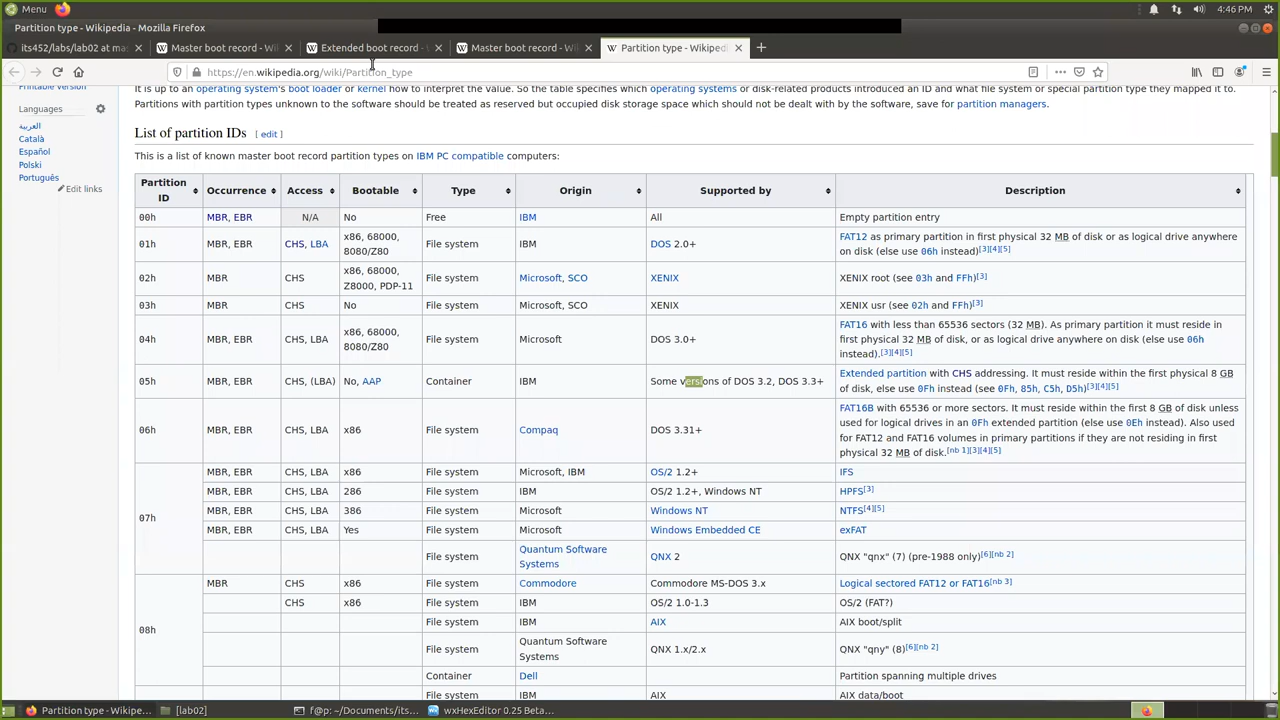 Menu
4:46 PM
Partition type - Wikipedia - Mozilla Firefox
its452/labs/lab02 at ma
Master boot record - Wi
Extended boot record -
Master boot record - Wi
Partition type - Wikipedia
https://en.wikipedia.org/wiki/Partition_type
Printable version
Languages
العربية
Català
Español
Polski
Português
Edit links
It is up to an operating system's boot loader or kernel how to interpret the value. So the table specifies which operating systems or disk-related products introduced an ID and what file system or special partition type they mapped it to.
Partitions with partition types unknown to the software should be treated as reserved but occupied disk storage space which should not be dealt with by the software, save for partition managers.
List of partition IDs [ edit ]
This is a list of known master boot record partition types on IBM PC compatible computers:
Partition ID Occurrence Access Bootable Type Origin Supported by Description
00h MBR, EBR N/A No Free IBM All Empty partition entry
01h MBR, EBR CHS, LBA x86, 68000, 8080/Z80 File system IBM DOS 2.0+ FAT12 as primary partition in first physical 32 MB of disk or as logical drive anywhere
on disk (else use 06h instead)[3][4][5]
02h MBR CHS x86, 68000, Z8000, PDP-11 File system Microsoft, SCO XENIX XENIX root (see 03h and FFh)[3]
03h MBR CHS No File system Microsoft, SCO XENIX XENIX usr (see 02h and FFh)[3]
04h MBR, EBR CHS, LBA x86, 68000, 8080/Z80 File system Microsoft DOS 3.0+ FAT16 with less than 65536 sectors (32 MB). As primary partition it must reside in
first physical 32 MB of disk, or as logical drive anywhere on disk (else use 06h
instead).[3][4][5]
05h MBR, EBR CHS, (LBA) No, AAP Container IBM Some versions of DOS 3.2, DOS 3.3+ Extended partition with CHS addressing. It must reside within the first physical 8 GB
of disk, else use 0Fh instead (see 0Fh, 85h, C5h, D5h)[3][4][5]
06h MBR, EBR CHS, LBA x86 File system Compaq DOS 3.31+ FAT16B with 65536 or more sectors. It must reside within the first 8 GB of disk unless
used for logical drives in an 0Fh extended partition (else use 0Eh instead). Also used
for FAT12 and FAT16 volumes in primary partitions if they are not residing in first
physical 32 MB of disk.[nb 1][3][4][5]
07h MBR, EBR CHS, LBA x86 File system Microsoft, IBM OS/2 1.2+ IFS
MBR, EBR CHS, LBA 286 File system IBM OS/2 1.2+, Windows NT HPFS[3]
MBR, EBR CHS, LBA 386 File system Microsoft Windows NT NTFS[4][5]
MBR, EBR CHS, LBA Yes File system Microsoft Windows Embedded CE exFAT
File system Quantum Software Systems QNX 2 QNX "qnx" (7) (pre-1988 only)[6][nb 2]
08h MBR CHS x86 File system Commodore Commodore MS-DOS 3.x Logical sectored FAT12 or FAT16[nb 3]
CHS x86 File system IBM OS/2 1.0-1.3 OS/2 (FAT?)
File system IBM AIX AIX boot/split
File system Quantum Software Systems QNX 1.x/2.x QNX "qny" (8)[6][nb 2]
Container Dell Partition spanning multiple drives
File system IBM AIX AIX data/boot
Partition type - Wikipe...
[lab02]
f@p: ~/Documents/its...
wxHexEditor 0.25 Beta...